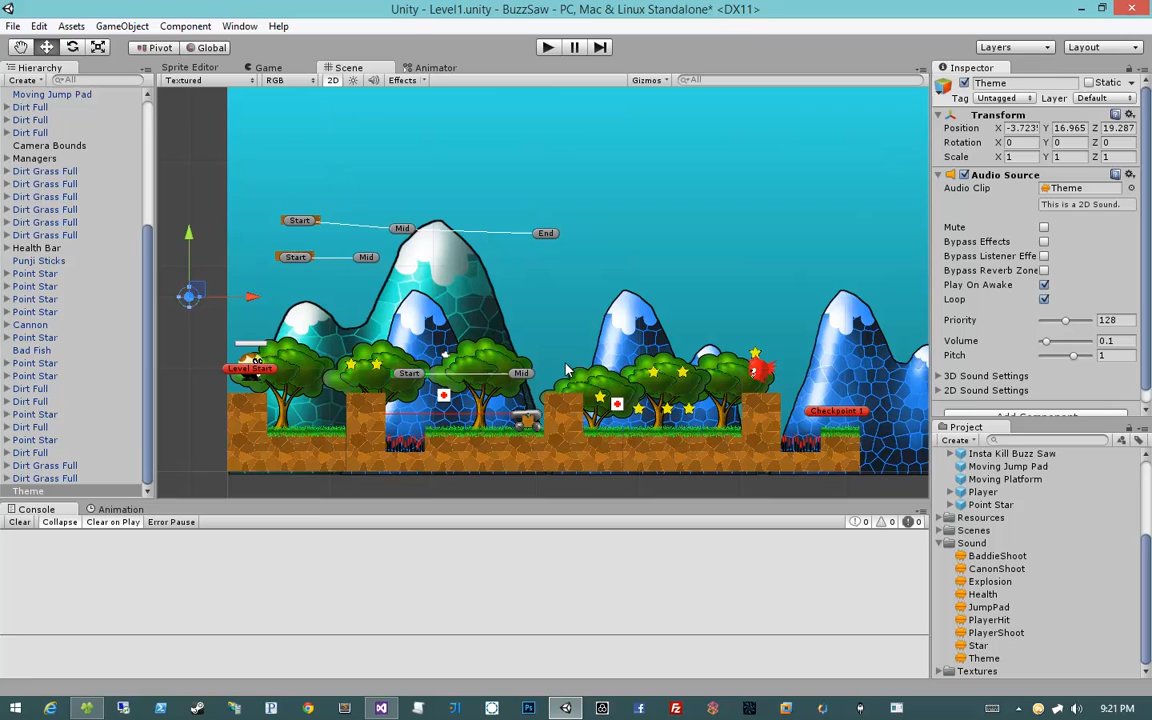 Unity - Level1.unity - BuzzSaw - PC, Mac & Linux Standalone* <DX11>
File Edit Assets GameObject Component Window Help
Pivot Global Layers Layout
Hierarchy
Create All
Moving Jump Pad
Dirt Full
Dirt Full
Dirt Full
Camera Bounds
Managers
Dirt Grass Full
Dirt Grass Full
Dirt Grass Full
Dirt Grass Full
Dirt Grass Full
Dirt Grass Full
Health Bar
Punji Sticks
Point Star
Point Star
Point Star
Point Star
Cannon
Point Star
Bad Fish
Point Star
Point Star
Dirt Full
Dirt Full
Point Star
Dirt Full
Point Star
Dirt Full
Dirt Grass Full
Dirt Grass Full
Theme
Sprite Editor Game Scene Animator
Textured RGB 2D Effects Gizmos All
Start Mid End
Start Mid
Level Start Start Mid
Checkpoint 1
Console Animation
Clear Collapse Clear on Play Error Pause 0 0 0
Inspector
Theme Static
Tag Untagged Layer Default
Transform
Position X -3.723 Y 16.965 Z 19.287
Rotation X 0 Y 0 Z 0
Scale X 1 Y 1 Z 1
Audio Source
Audio Clip Theme
This is a 2D Sound.
Mute
Bypass Effects
Bypass Listener Effe
Bypass Reverb Zone
Play On Awake
Loop
Priority 128
Volume 0.1
Pitch 1
3D Sound Settings
2D Sound Settings
Project
Create
Insta Kill Buzz Saw
Moving Jump Pad
Moving Platform
Player
Point Star
Resources
Scenes
Sound
BaddieShoot
CanonShoot
Explosion
Health
JumpPad
PlayerHit
PlayerShoot
Star
Theme
Textures
9:21 PM